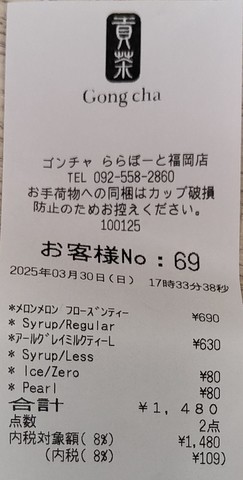 貢茶
Gong cha
ゴンチャ ららぽーと福岡店
TEL 092-558-2860
お手荷物への同梱はカップ破損
防止のためお控えください。
100125
お客様No：69
2025年03月30日(日) 17時33分38秒
*メロンメロン フローズンティー ¥690
* Syrup/Regular
*アールグレイミルクティーL ¥630
* Syrup/Less
* Ice/Zero ¥80
* Pearl ¥80
合計 ¥1,480
点数 2点
内税対象額( 8%) ¥1,480
(内税( 8%) ¥109)